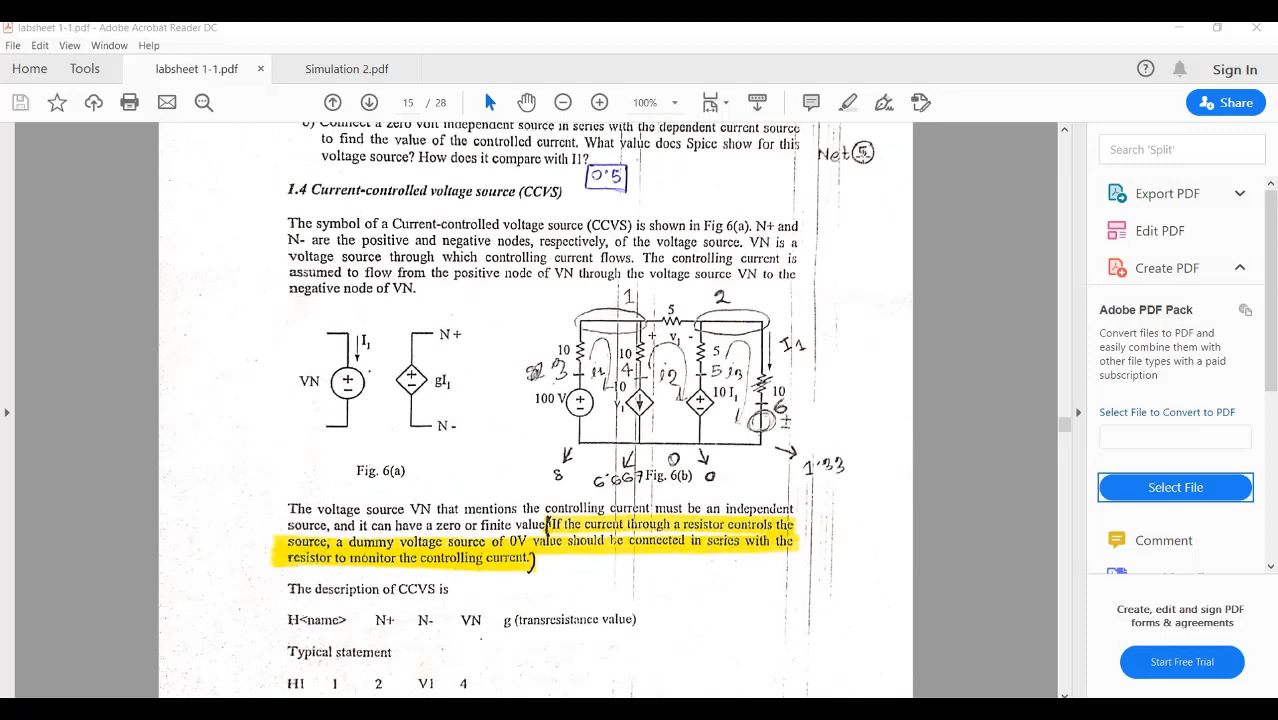 labsheet 1-1.pdf - Adobe Acrobat Reader DC
File Edit View Window Help
Home Tools labsheet 1-1.pdf × Simulation 2.pdf Sign In
15 / 28 100% Share
to find the value of the controlled current. What value does Spice show for this
voltage source? How does it compare with I1?
Net 5
0.5
1.4 Current-controlled voltage source (CCVS)
The symbol of a Current-controlled voltage source (CCVS) is shown in Fig 6(a). N+ and
N- are the positive and negative nodes, respectively, of the voltage source. VN is a
voltage source through which controlling current flows. The controlling current is
assumed to flow from the positive node of VN through the voltage source VN to the
negative node of VN.
1 2
5
I1 N+
+ v1 - I1
10 10 5
3 i1 4 i2 5 i3
VN gI1
100 V 10 I1 10
6
N-
0
8 6.667 0 1.33
Fig. 6(a) Fig. 6(b)
The voltage source VN that mentions the controlling current must be an independent
source, and it can have a zero or finite value. (If the current through a resistor controls the
source, a dummy voltage source of 0V value should be connected in series with the
resistor to monitor the controlling current.)
The description of CCVS is
H<name> N+ N- VN g (transresistance value)
Typical statement
H1 1 2 V1 4
Search 'Split'
Export PDF
Edit PDF
Create PDF
Adobe PDF Pack
Convert files to PDF and
easily combine them
with other file types with a
paid subscription.
Select File to Convert to PDF
Select File
Comment
Create, edit and sign PDF
forms & agreements
Start Free Trial